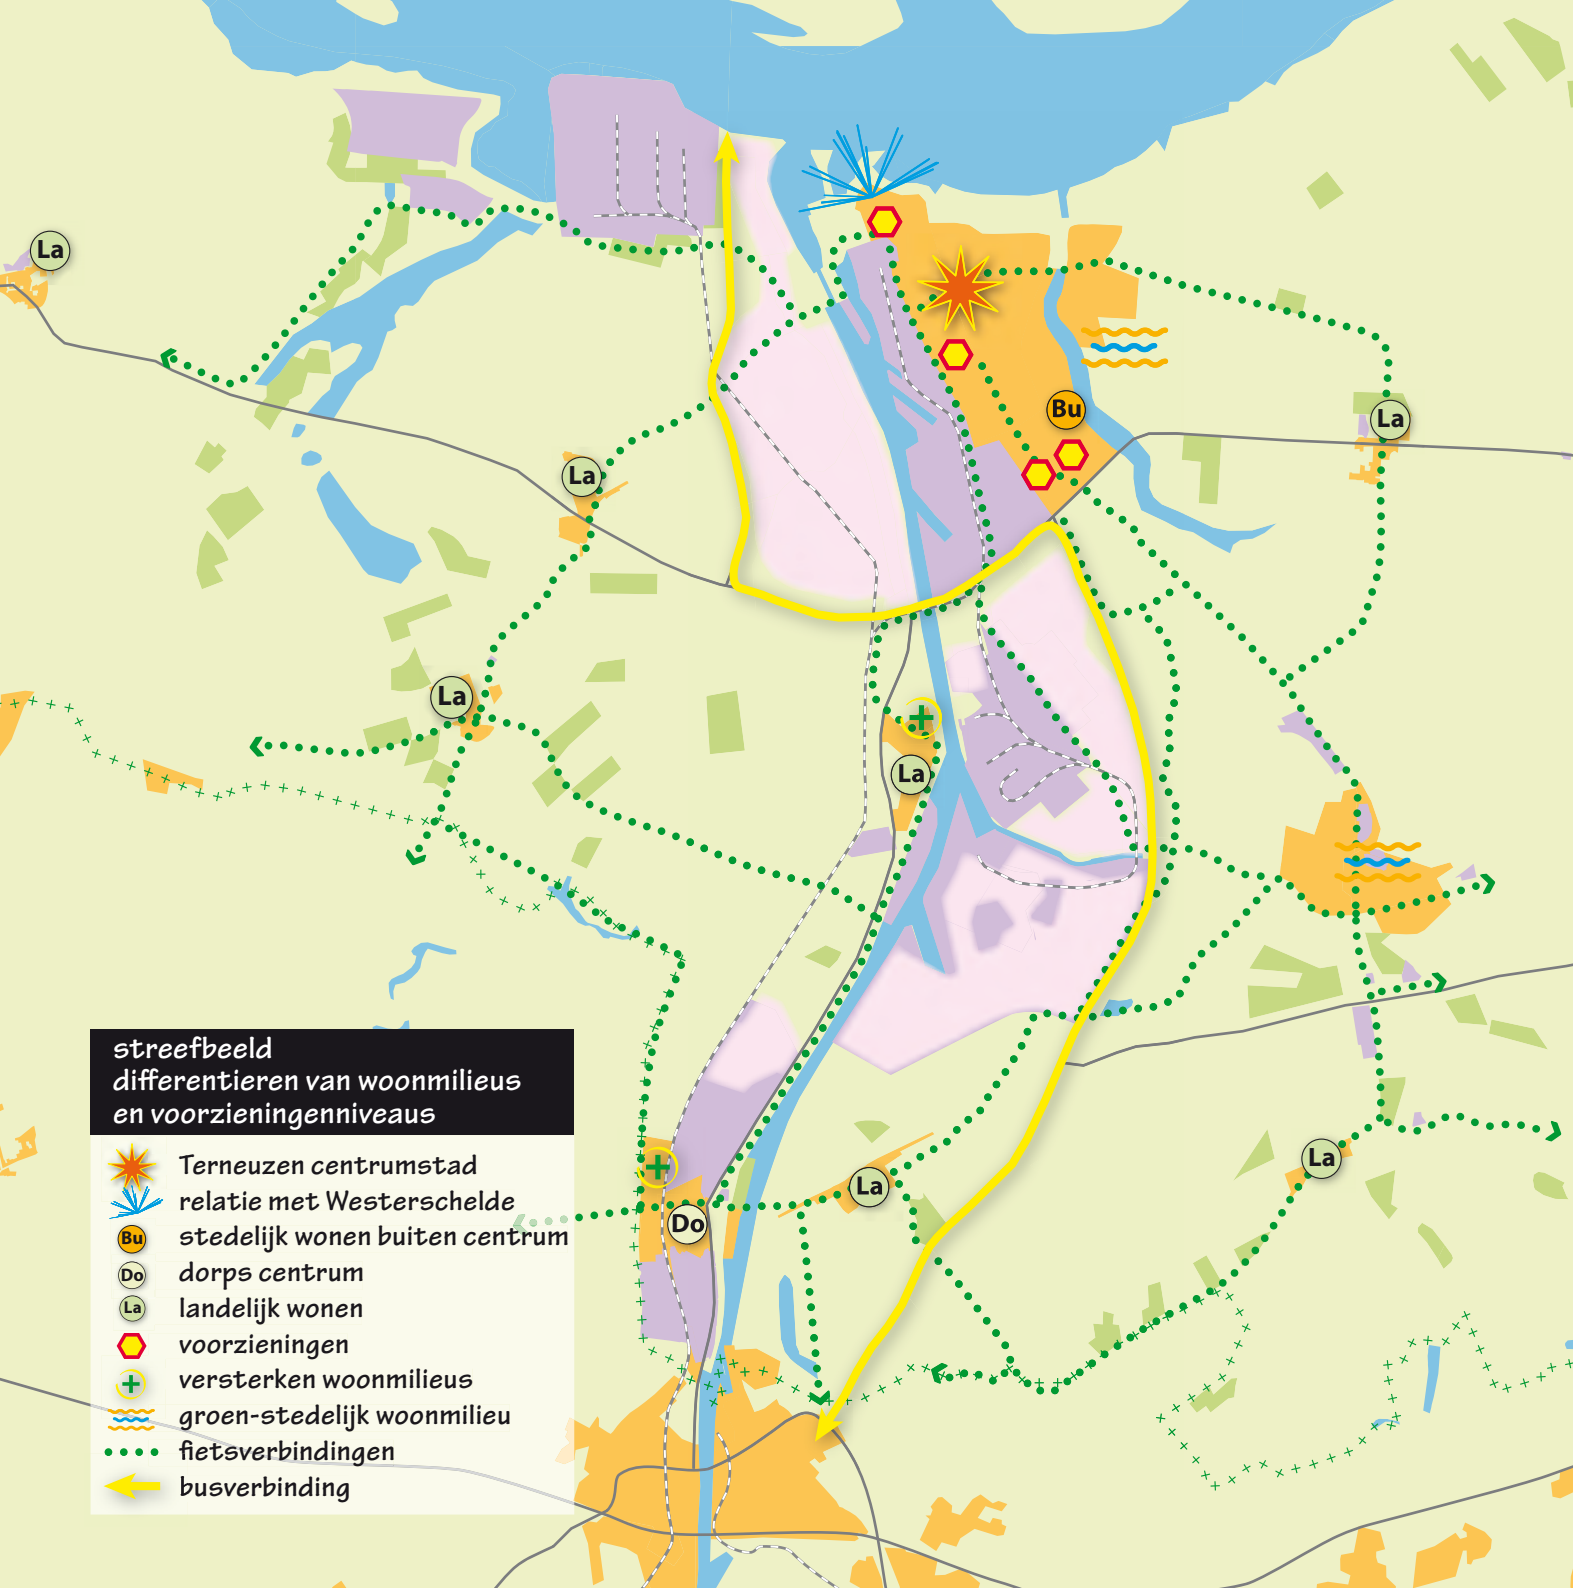 La
Bu
La
La
La
La
streefbeeld
differentieren van woonmilieus
en voorzieningenniveaus
Terneuzen centrumstad
relatie met Westerschelde
Bu stedelijk wonen buiten centrum
Do dorps centrum
La landelijk wonen
voorzieningen
versterken woonmilieus
groen-stedelijk woonmilieu
fietsverbindingen
busverbinding
La
La
Do